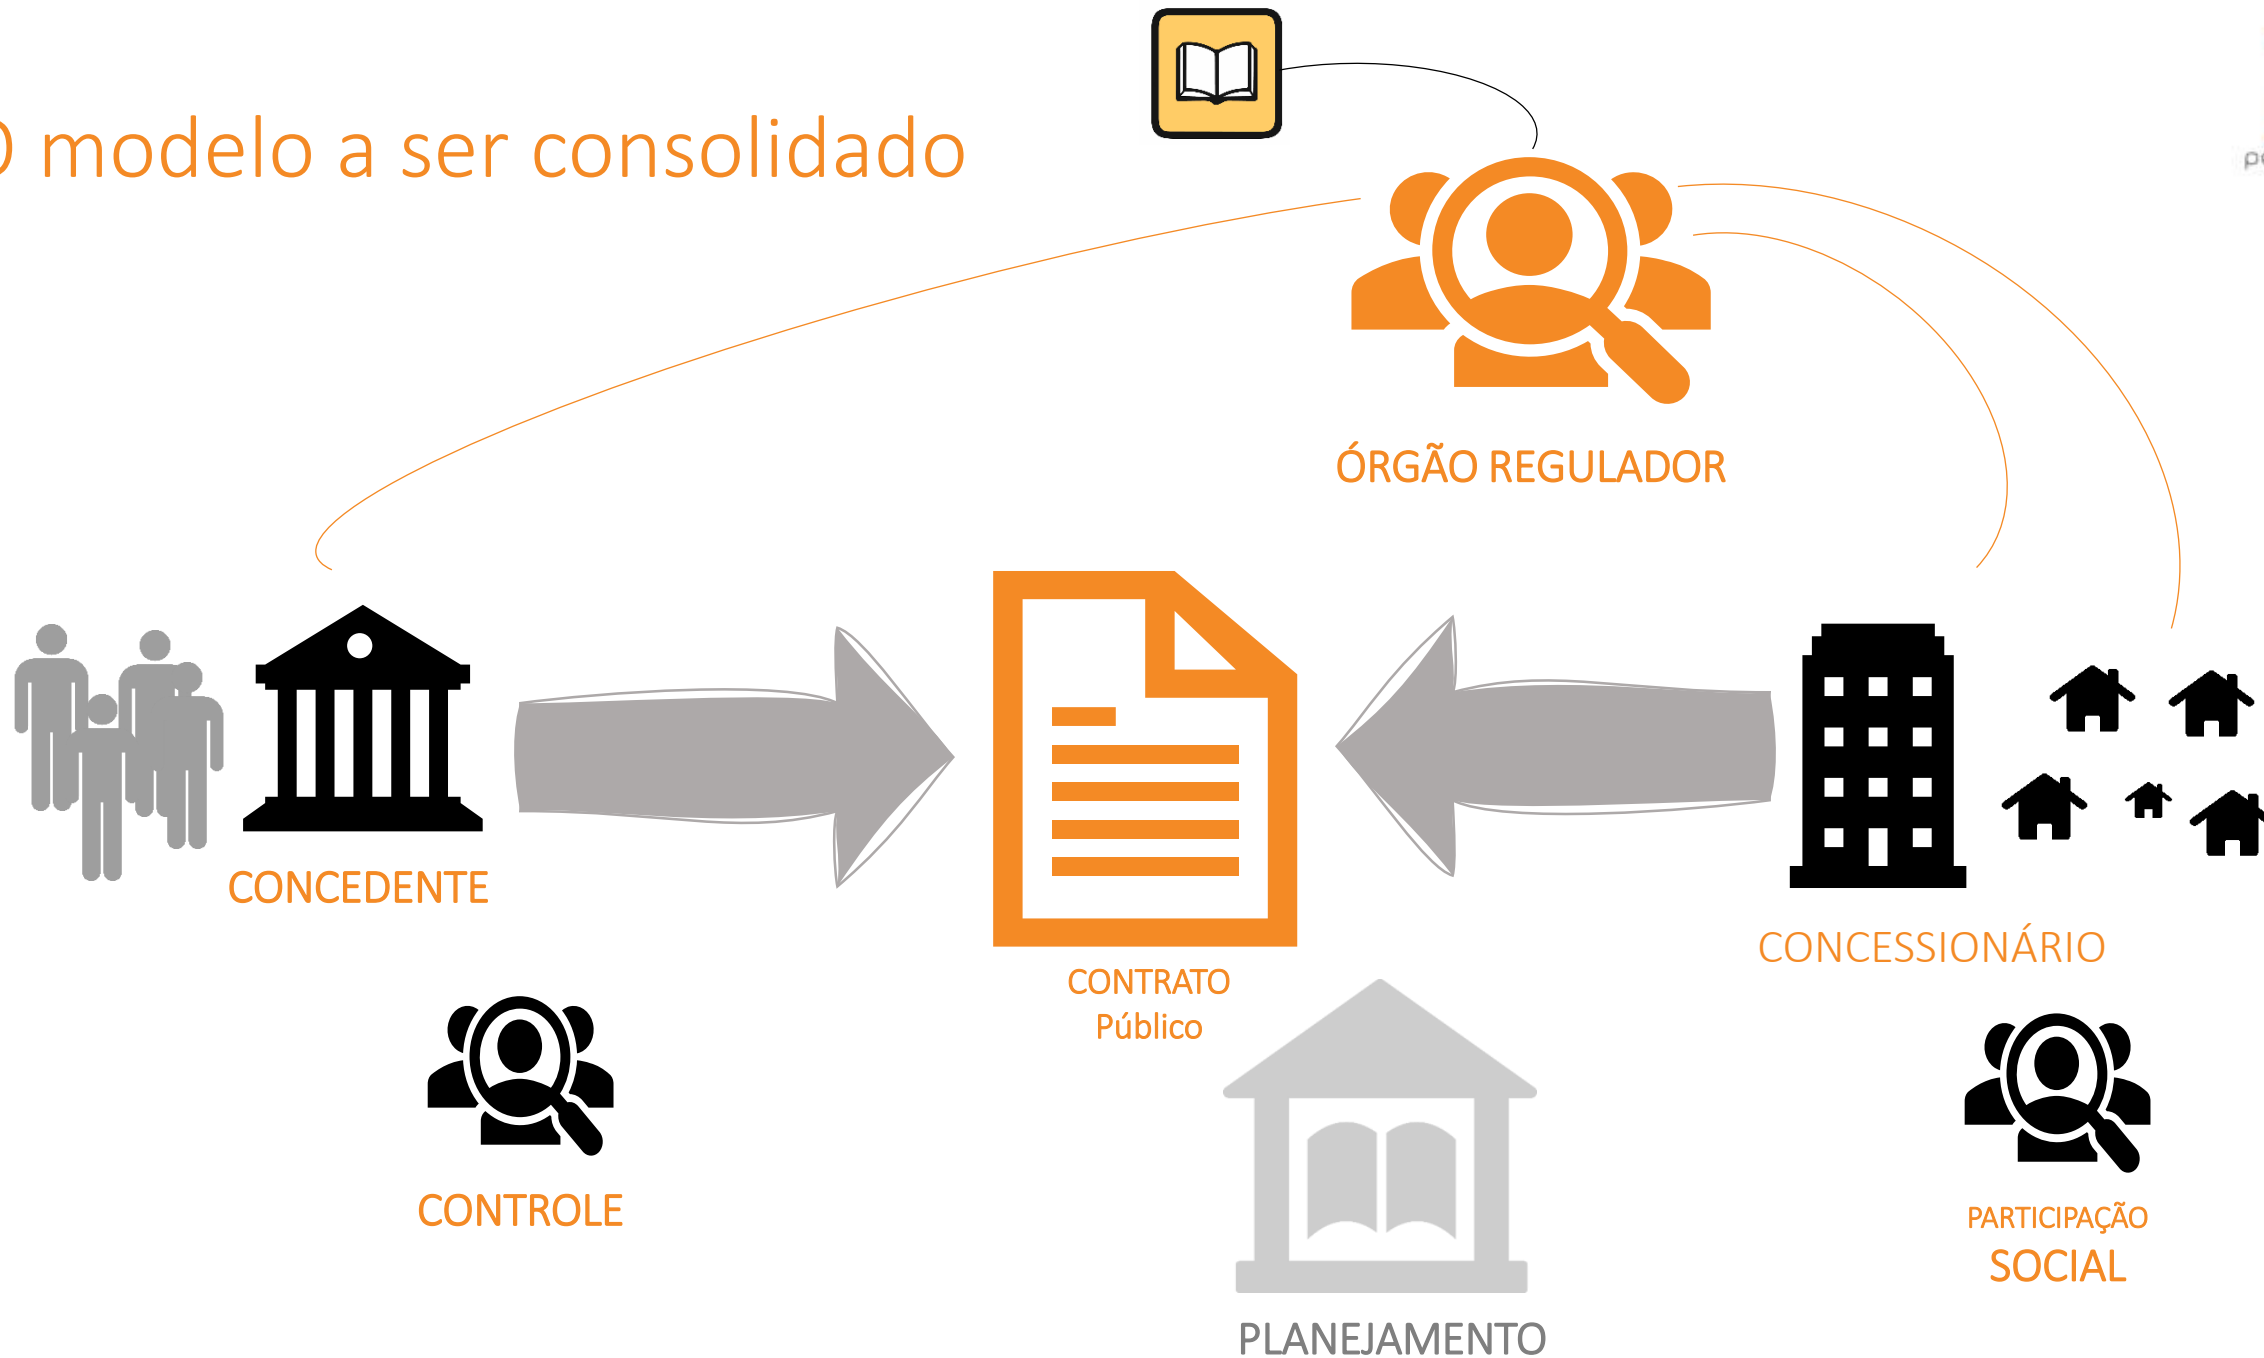 O modelo a ser consolidado
ÓRGÃO REGULADOR
CONCEDENTE
CONTRATO
Público
CONCESSIONÁRIO
CONTROLE
PARTICIPAÇÃO
SOCIAL
PLANEJAMENTO